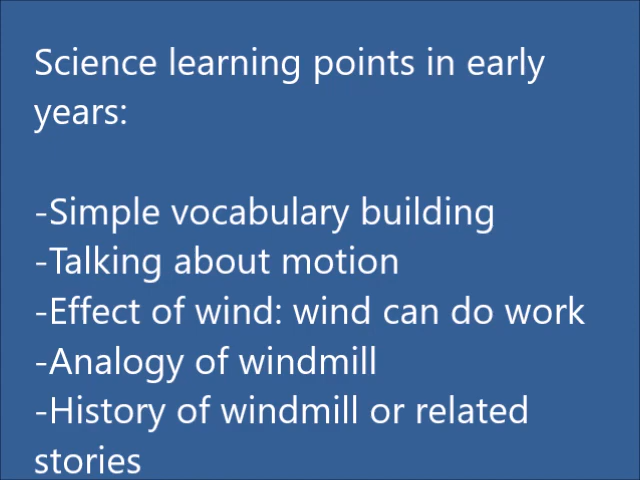 Science learning points in early
years:
-Simple vocabulary building
-Talking about motion
-Effect of wind: wind can do work
-Analogy of windmill
-History of windmill or related
stories